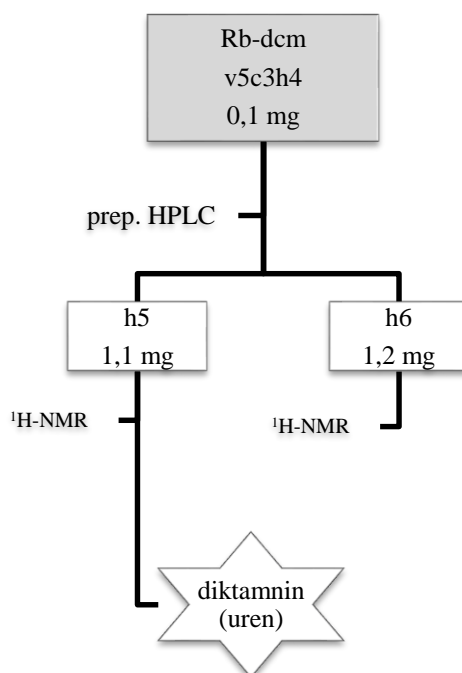 Rb-dcm
v5c3h4
0,1 mg
prep. HPLC
h5
1,1 mg
h6
1,2 mg
¹H-NMR
¹H-NMR
diktamnin
(uren)